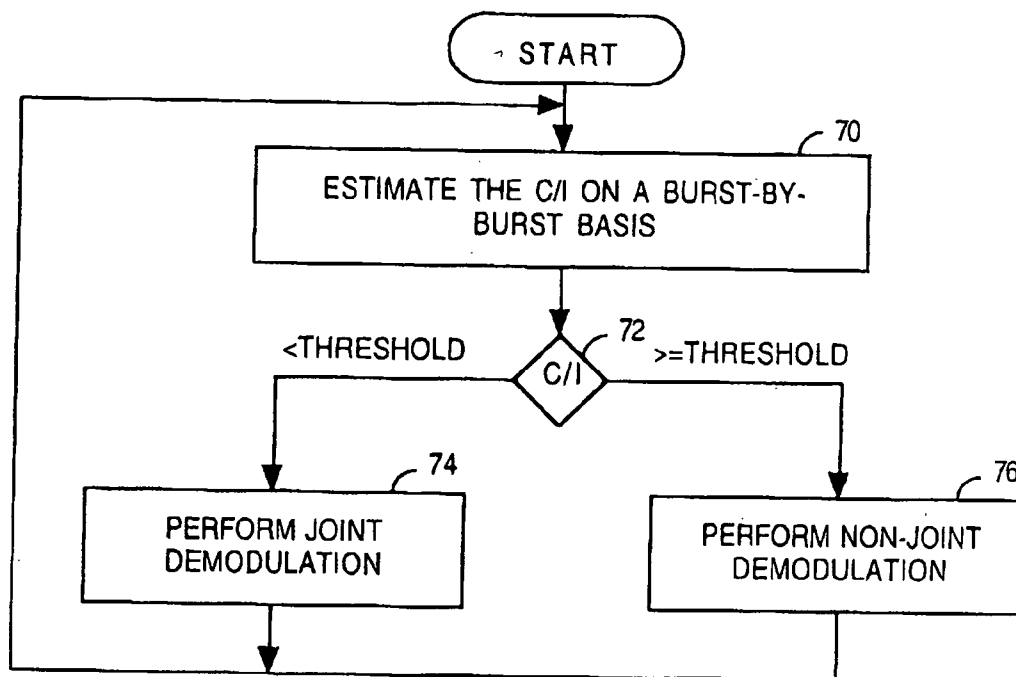 START
70
ESTIMATE THE C/I ON A BURST-BY-
BURST BASIS
<THRESHOLD
72
>=THRESHOLD
C/I
74
76
PERFORM JOINT
DEMODULATION
PERFORM NON-JOINT
DEMODULATION